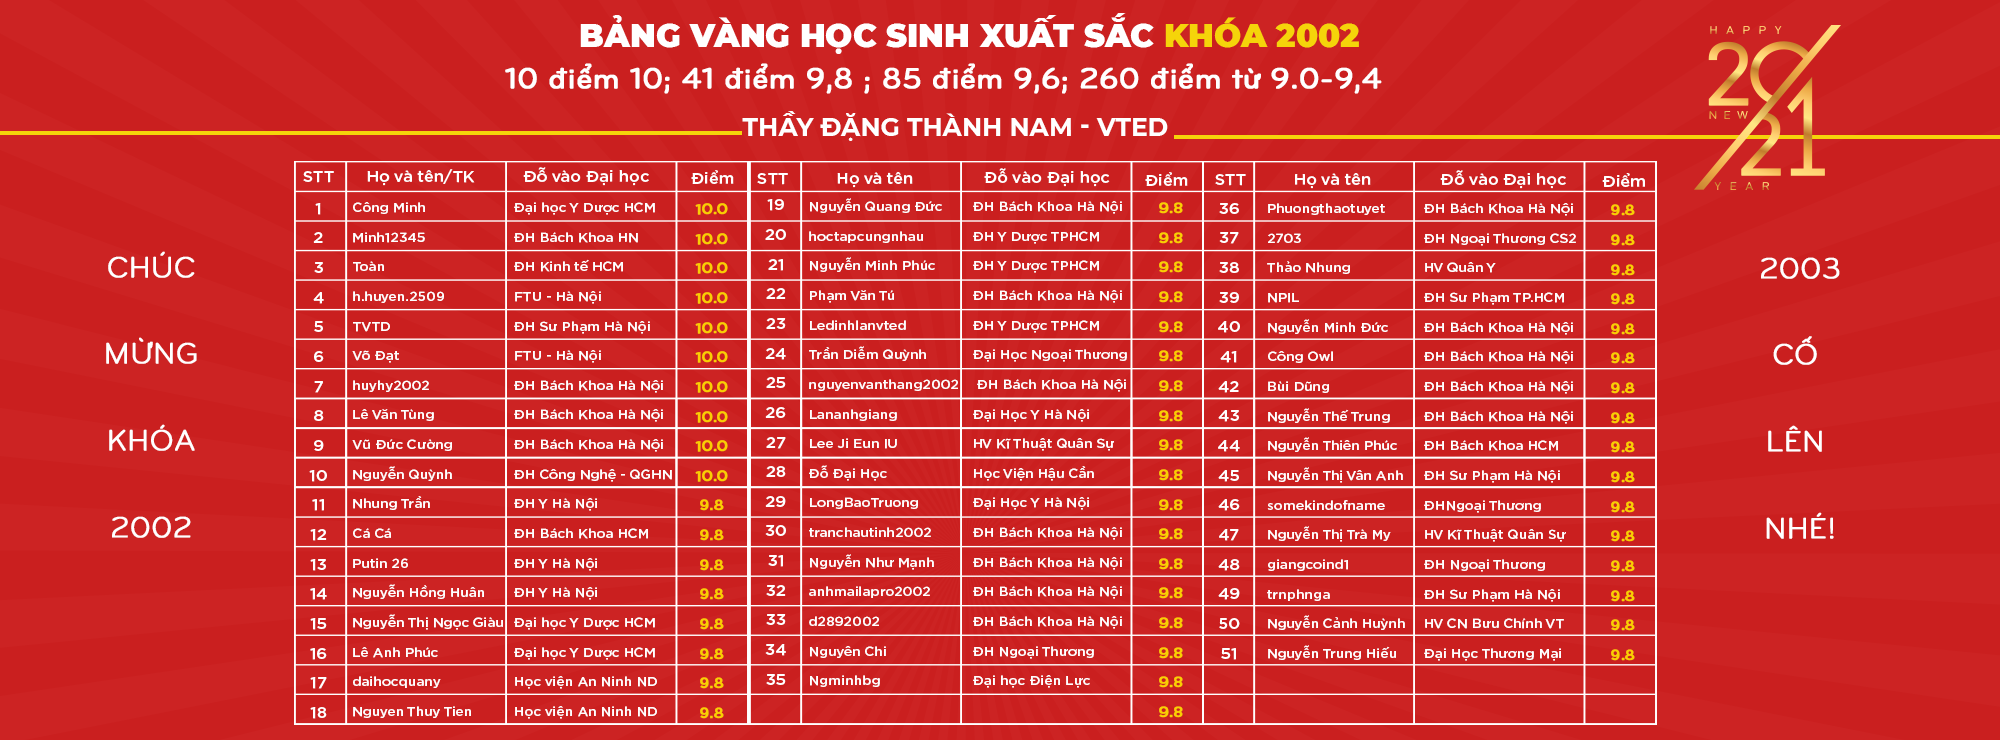 BẢNG VÀNG HỌC SINH XUẤT SẮC KHÓA 2002
10 điểm 10; 41 điểm 9,8 ; 85 điểm 9,6; 260 điểm từ 9.0-9,4
THẦY ĐẶNG THÀNH NAM - VTED
HAPPY
20
NEW
21
YEAR
CHÚC
MỪNG
KHÓA
2002
STT Họ và tên/TK Đỗ vào Đại học Điểm
1 Công Minh Đại học Y Dược HCM 10.0
2 Minh12345 ĐH Bách Khoa HN 10.0
3 Toàn ĐH Kinh tế HCM 10.0
4 h.huyen.2509 FTU - Hà Nội 10.0
5 TVTD ĐH Sư Phạm Hà Nội 10.0
6 Võ Đạt FTU - Hà Nội 10.0
7 huyhy2002 ĐH Bách Khoa Hà Nội 10.0
8 Lê Văn Tùng ĐH Bách Khoa Hà Nội 10.0
9 Vũ Đức Cường ĐH Bách Khoa Hà Nội 10.0
10 Nguyễn Quỳnh ĐH Công Nghệ - QGHN 10.0
11 Nhung Trần ĐH Y Hà Nội 9.8
12 Cá Cá ĐH Bách Khoa HCM 9.8
13 Putin 26 ĐH Y Hà Nội 9.8
14 Nguyễn Hồng Huân ĐH Y Hà Nội 9.8
15 Nguyễn Thị Ngọc Giàu Đại học Y Dược HCM 9.8
16 Lê Anh Phúc Đại học Y Dược HCM 9.8
17 daihocquany Học viện An Ninh ND 9.8
18 Nguyen Thuy Tien Học viện An Ninh ND 9.8
STT Họ và tên Đỗ vào Đại học Điểm
19 Nguyễn Quang Đức ĐH Bách Khoa Hà Nội 9.8
20 hoctapcungnhau ĐH Y Dược TPHCM 9.8
21 Nguyễn Minh Phúc ĐH Y Dược TPHCM 9.8
22 Phạm Văn Tú ĐH Bách Khoa Hà Nội 9.8
23 Ledinhlanvted ĐH Y Dược TPHCM 9.8
24 Trần Diễm Quỳnh Đại Học Ngoại Thương 9.8
25 nguyenvanthang2002 ĐH Bách Khoa Hà Nội 9.8
26 Lananhgiang Đại Học Y Hà Nội 9.8
27 Lee Ji Eun IU HV Kĩ Thuật Quân Sự 9.8
28 Đỗ Đại Học Học Viện Hậu Cần 9.8
29 LongBaoTruong Đại Học Y Hà Nội 9.8
30 tranchautinh2002 ĐH Bách Khoa Hà Nội 9.8
31 Nguyễn Như Mạnh ĐH Bách Khoa Hà Nội 9.8
32 anhmailapro2002 ĐH Bách Khoa Hà Nội 9.8
33 d2892002 ĐH Bách Khoa Hà Nội 9.8
34 Nguyên Chi ĐH Ngoại Thương 9.8
35 Ngminhbg Đại học Điện Lực 9.8
9.8
STT Họ và tên Đỗ vào Đại học Điểm
36 Phuongthaotuyet ĐH Bách Khoa Hà Nội 9.8
37 2703 ĐH Ngoại Thương CS2 9.8
38 Thảo Nhung HV Quân Y 9.8
39 NPIL ĐH Sư Phạm TP.HCM 9.8
40 Nguyễn Minh Đức ĐH Bách Khoa Hà Nội 9.8
41 Công Owl ĐH Bách Khoa Hà Nội 9.8
42 Bùi Dũng ĐH Bách Khoa Hà Nội 9.8
43 Nguyễn Thế Trung ĐH Bách Khoa Hà Nội 9.8
44 Nguyễn Thiên Phúc ĐH Bách Khoa HCM 9.8
45 Nguyễn Thị Vân Anh ĐH Sư Phạm Hà Nội 9.8
46 somekindofname ĐHNgoại Thương 9.8
47 Nguyễn Thị Trà My HV Kĩ Thuật Quân Sự 9.8
48 giangcoind1 ĐH Ngoại Thương 9.8
49 trnphnga ĐH Sư Phạm Hà Nội 9.8
50 Nguyễn Cảnh Huỳnh HV CN Bưu Chính VT 9.8
51 Nguyễn Trung Hiếu Đại Học Thương Mại 9.8
2003
CỐ
LÊN
NHÉ!